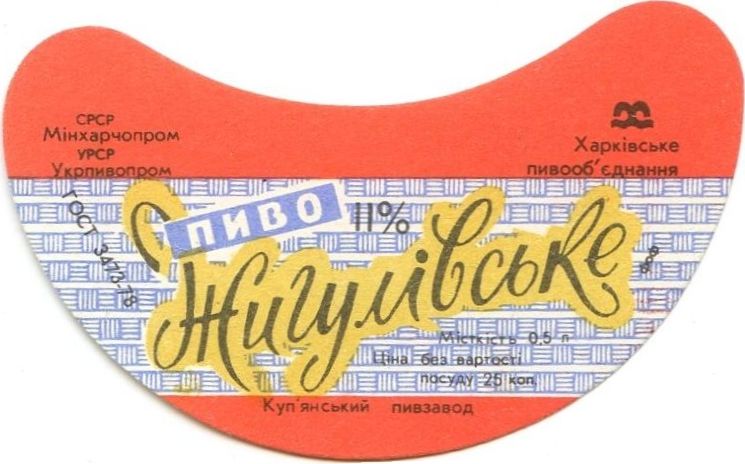 СРСР
Мінхарчопром
УРСР
Укрпивопром
Харківське
пивооб'єднання
ГОСТ 3473-78
ПИВО 11%
Жигулівське
Місткість 0,5 л
Ціна без вартості
посуду 25 коп.
Куп'янський пивзавод